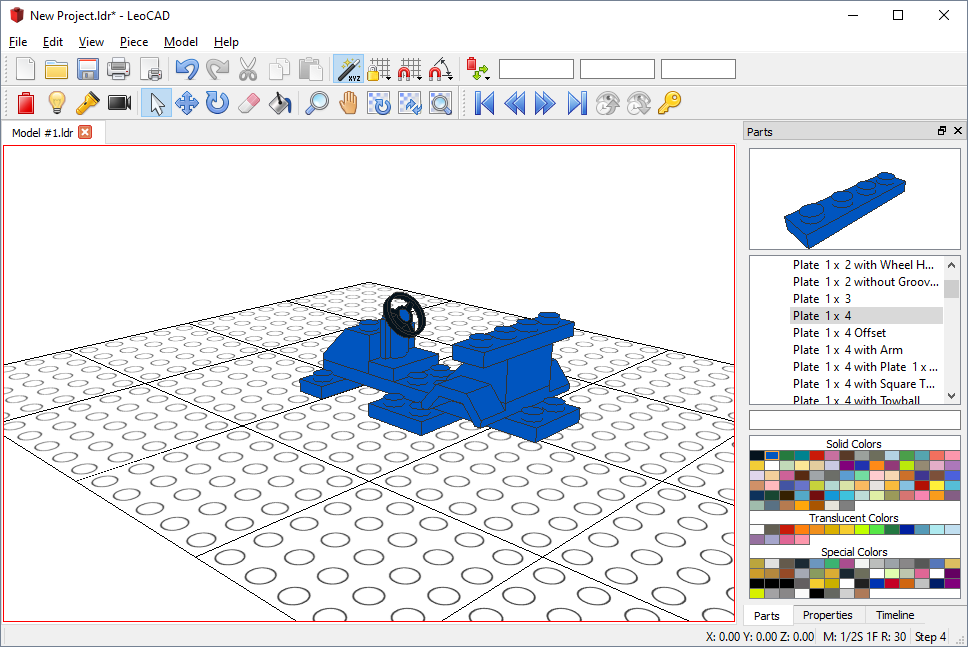 New Project.ldr* - LeoCAD
File Edit View Piece Model Help
XYZ
Model #1.ldr
Parts
Plate 1 x 2 with Wheel H...
Plate 1 x 2 without Groov...
Plate 1 x 3
Plate 1 x 4
Plate 1 x 4 Offset
Plate 1 x 4 with Arm
Plate 1 x 4 with Plate 1 x ...
Plate 1 x 4 with Square T...
Plate 1 x 4 with Towball
Solid Colors
Translucent Colors
Special Colors
Parts Properties Timeline
X: 0.00 Y: 0.00 Z: 0.00 M: 1/2S 1F R: 30 Step 4